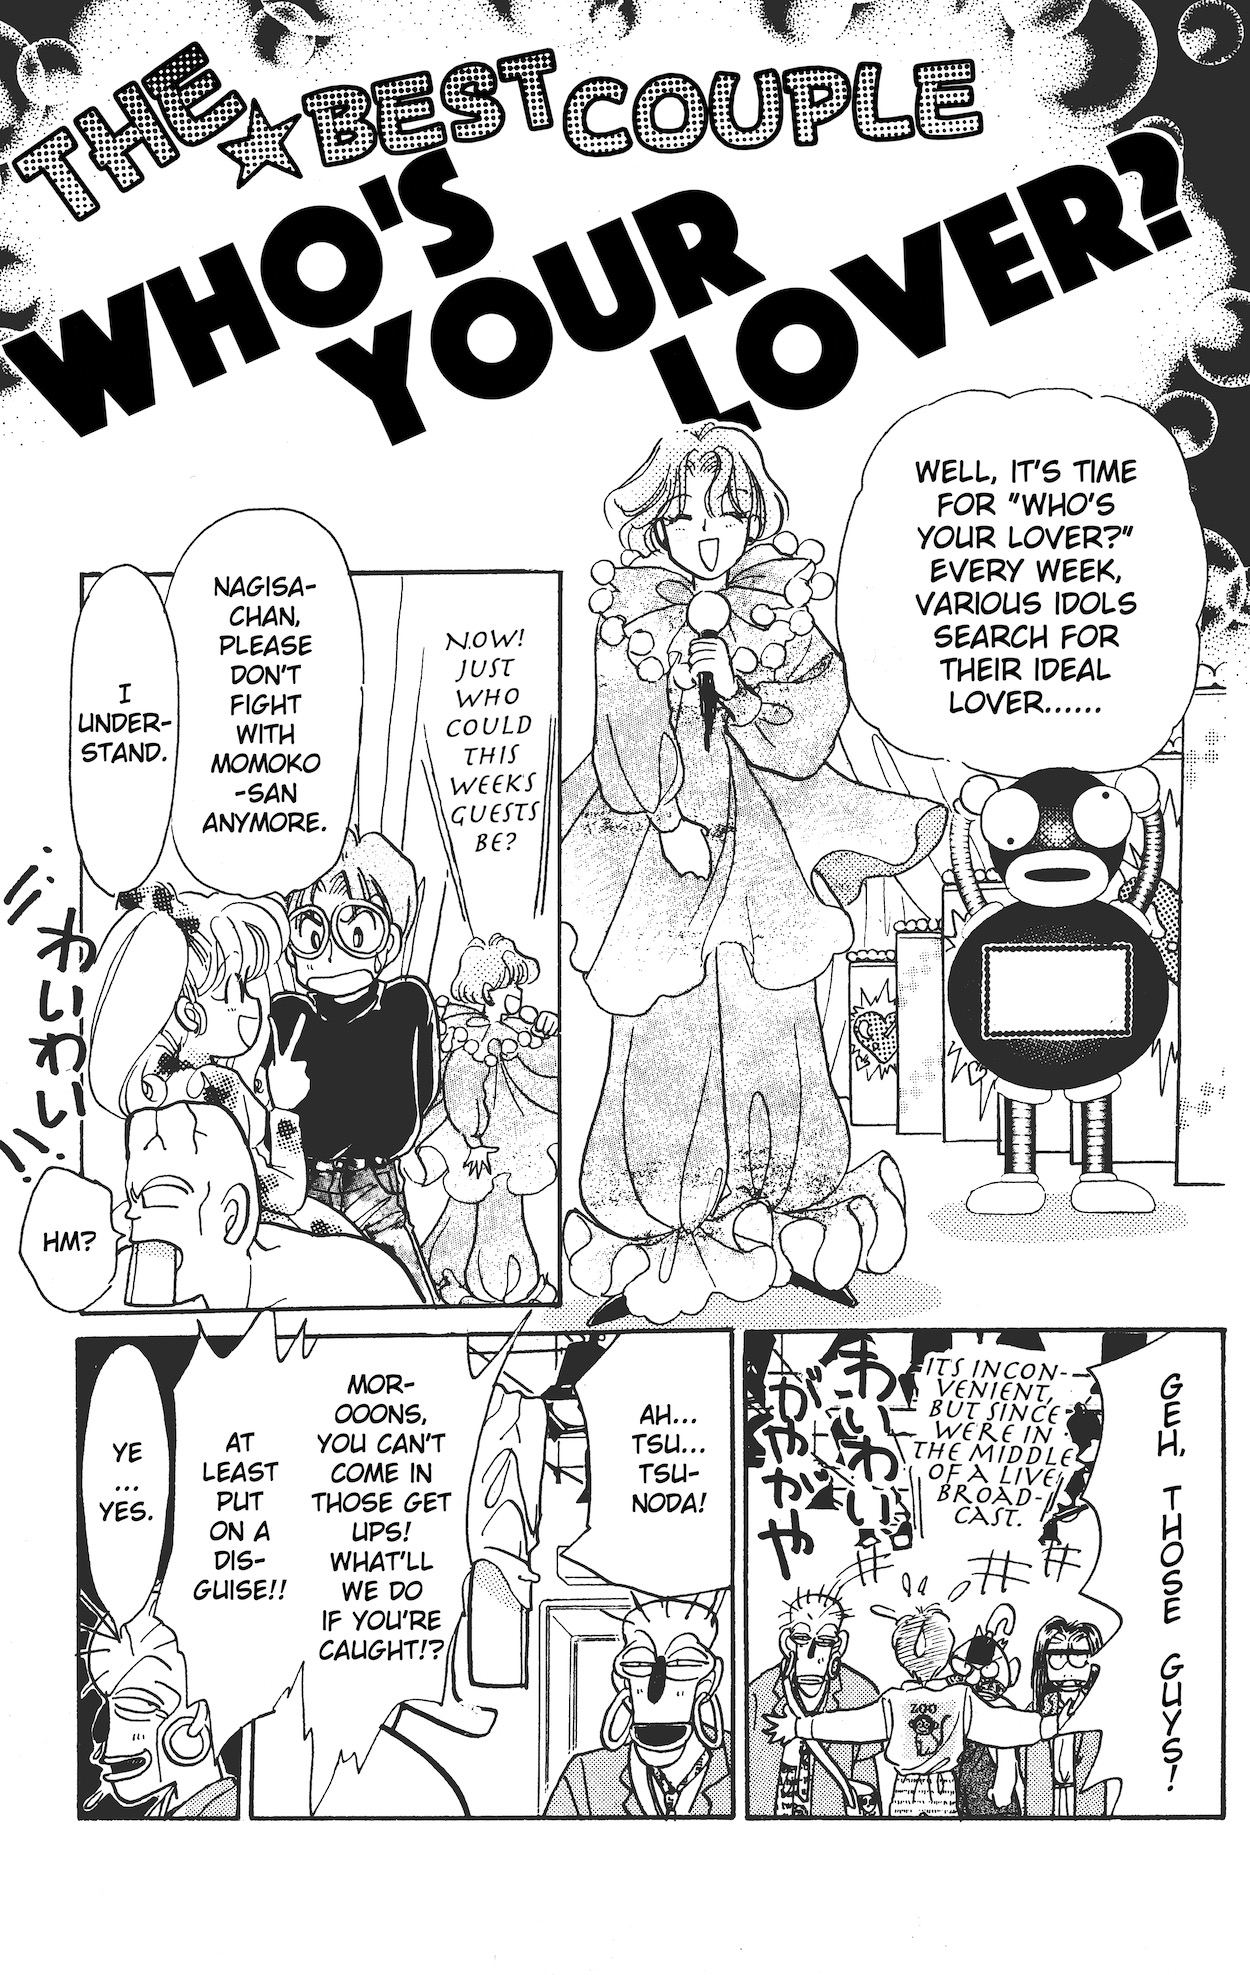 THE★BEST COUPLE
WHO'S
YOUR
LOVER?
WELL, IT'S TIME
FOR "WHO'S
YOUR LOVER?"
EVERY WEEK,
VARIOUS IDOLS
SEARCH FOR
THEIR IDEAL
LOVER......
NOW!
JUST
WHO
COULD
THIS
WEEKS
GUESTS
BE?
NAGISA-
CHAN,
PLEASE
DON'T
FIGHT
WITH
MOMOKO
-SAN
ANYMORE.
I
UNDER-
STAND.
わいわい
HM?
GEH, THOSE GUYS!
ITS INCON-
VENIENT,
BUT SINCE
WERE IN
THE MIDDLE
OF A LIVE
BROAD-
CAST.
わいわい
がやがや
ZOO
AH...
TSU...
TSU-
NODA!
MOR-
OOONS,
YOU CAN'T
COME IN
THOSE GET
UPS!
WHAT'LL
WE DO
IF YOU'RE
CAUGHT!?
AT
LEAST
PUT
ON A
DIS-
GUISE!!
YE
...
YES.